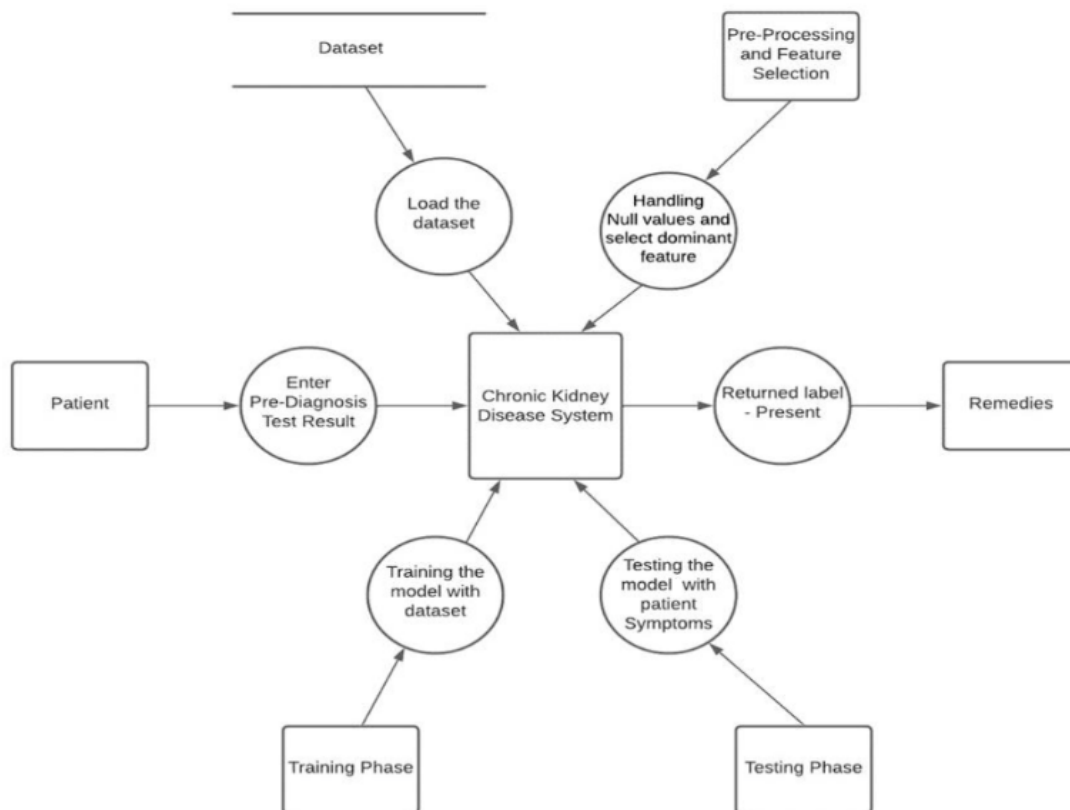 Dataset
Pre-Processing
and Feature
Selection
Load the
dataset
Handling
Null values and
select dominant
feature
Patient
Enter
Pre-Diagnosis
Test Result
Chronic Kidney
Disease System
Returned label
- Present
Remedies
Training the
model with
dataset
Testing the
model with
patient
Symptoms
Training Phase
Testing Phase